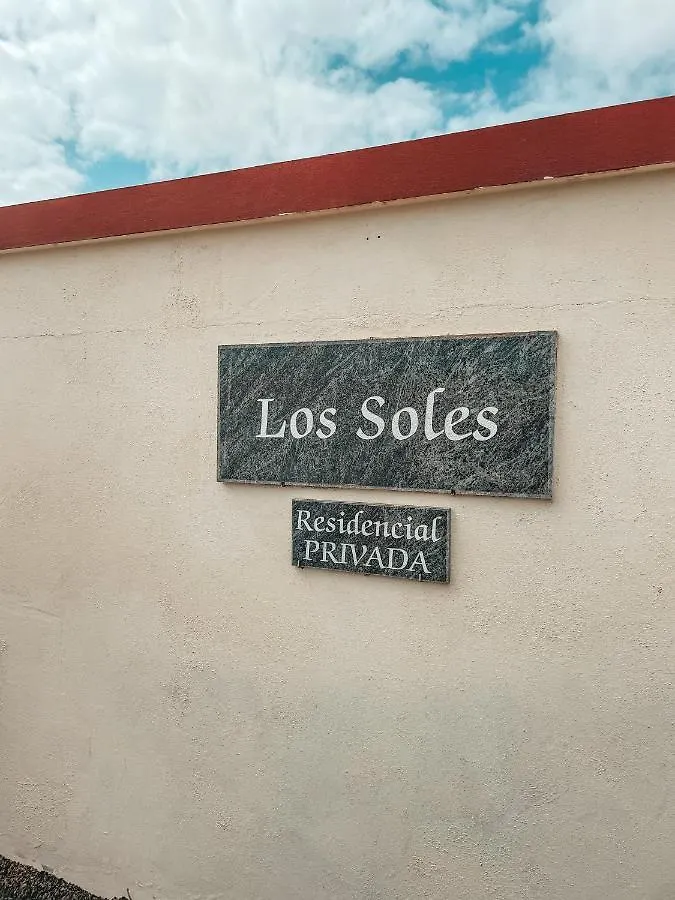 Los Soles
Residencial
PRIVADA